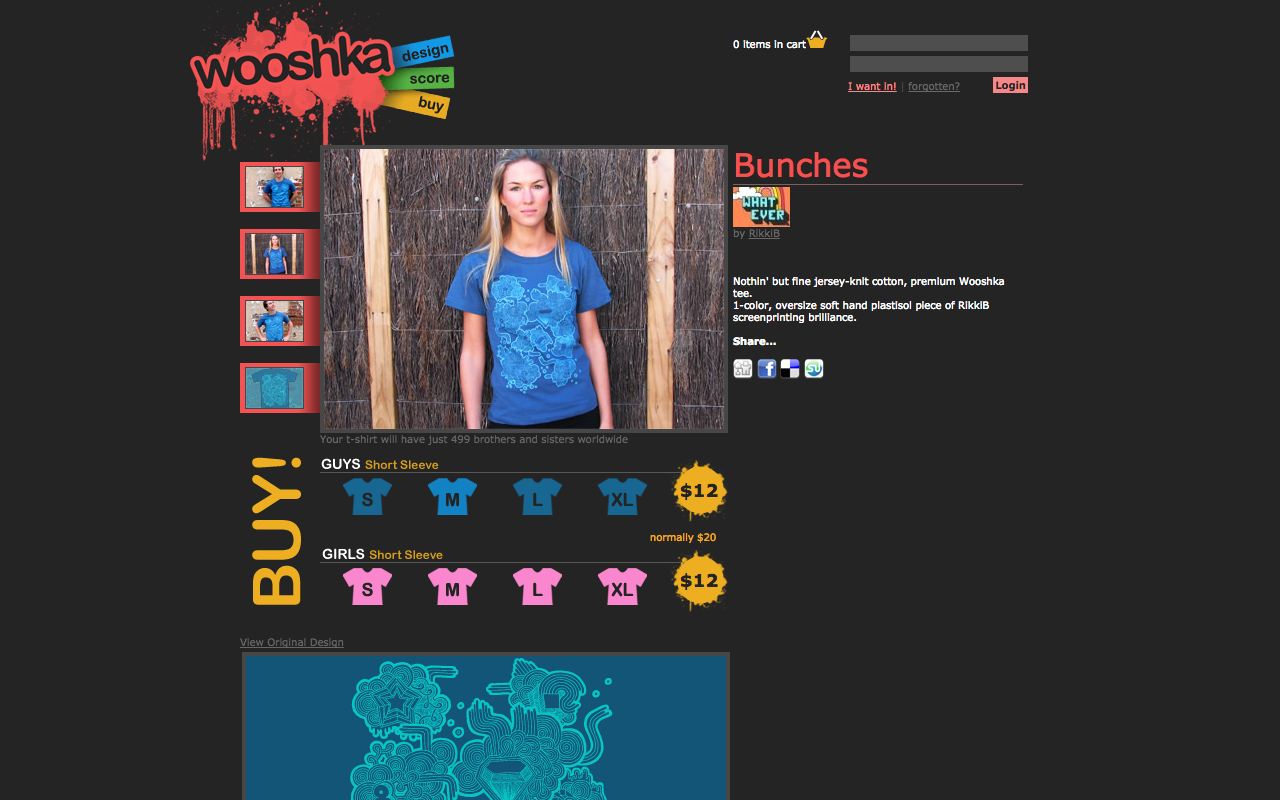 wooshka
design
score
buy
0 items in cart
I want in! | forgotten?
Login
Bunches
WHAT EVER
by RikkiB
Nothin' but fine jersey-knit cotton, premium Wooshka
tee.
1-color, oversize soft hand plastisol piece of RikkiB
screenprinting brilliance.
Share...
Your t-shirt will have just 499 brothers and sisters worldwide
BUY!
GUYS Short Sleeve
S M L XL $12
normally $20
GIRLS Short Sleeve
S M L XL $12
View Original Design